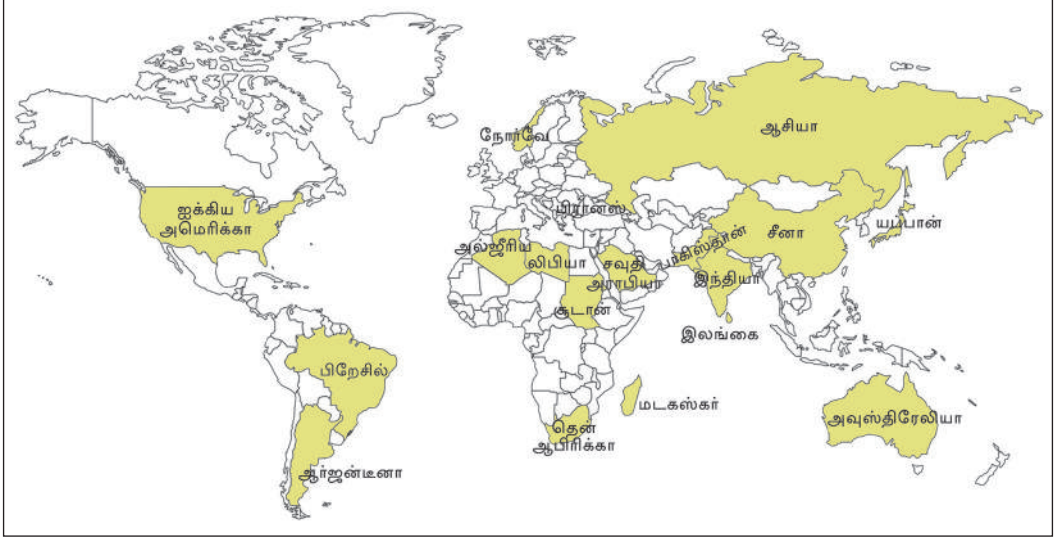 நோர்வே
ஆசியா
ஐக்கிய
அமெரிக்கா
பிரான்ஸ்
யப்பான்
சீனா
பாகிஸ்தான்
அல்ஜீரிய
லிபியா
சவுதி
அராபியா
இந்தியா
சூடான்
இலங்கை
பிறேசில்
மடகஸ்கர்
அவுஸ்திரேலியா
தென்
ஆபிரிக்கா
ஆர்ஜன்டீனா